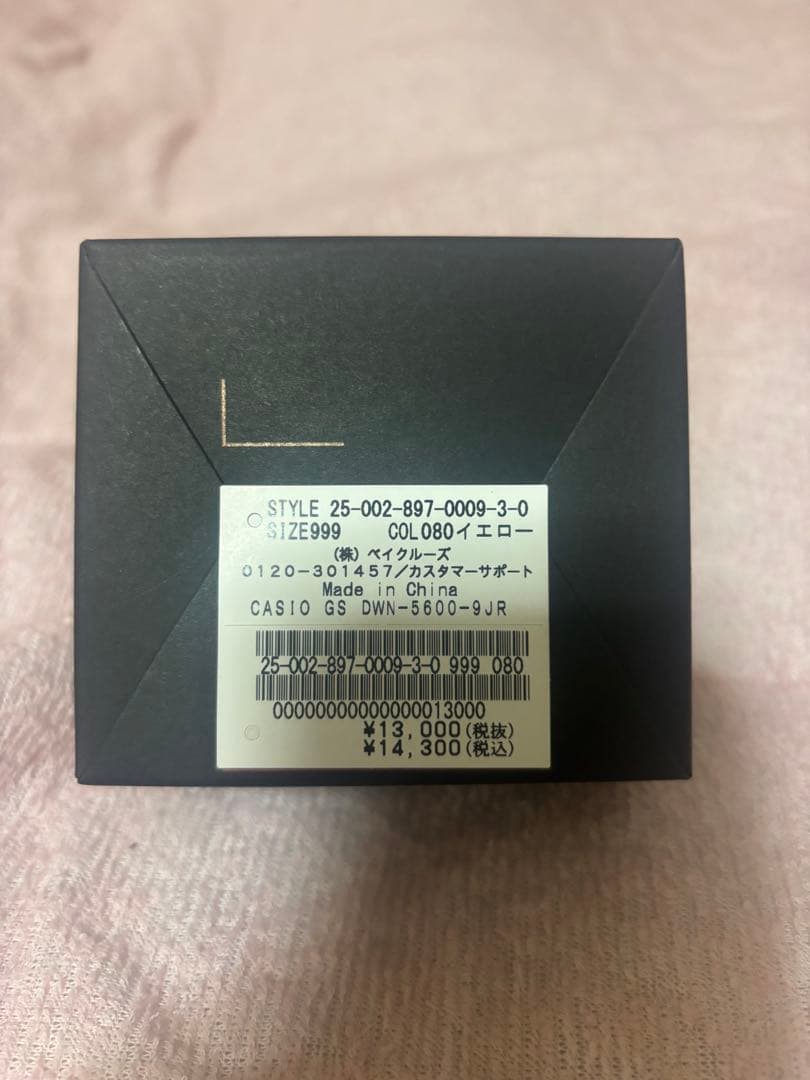 STYLE 25-002-897-0009-3-0
SIZE999 COL080イエロー
(株) ベイクルーズ
0120-301457/カスタマーサポート
Made in China
CASIO GS DWN-5600-9JR
25-002-897-0009-3-0 999 080
00000000000000013000
¥13,000(税抜)
¥14,300(税込)